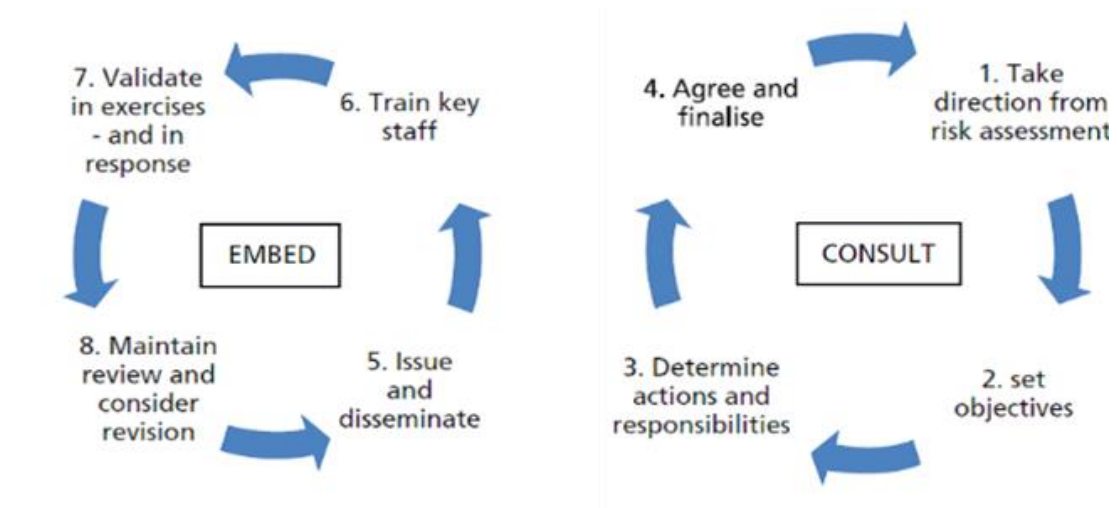 7. Validate
in exercises
- and in
response
6. Train key
staff
EMBED
8. Maintain
review and
consider
revision
5. Issue
and
disseminate
4. Agree and
finalise
1. Take
direction from
risk assessment
CONSULT
3. Determine
actions and
responsibilities
2. set
objectives